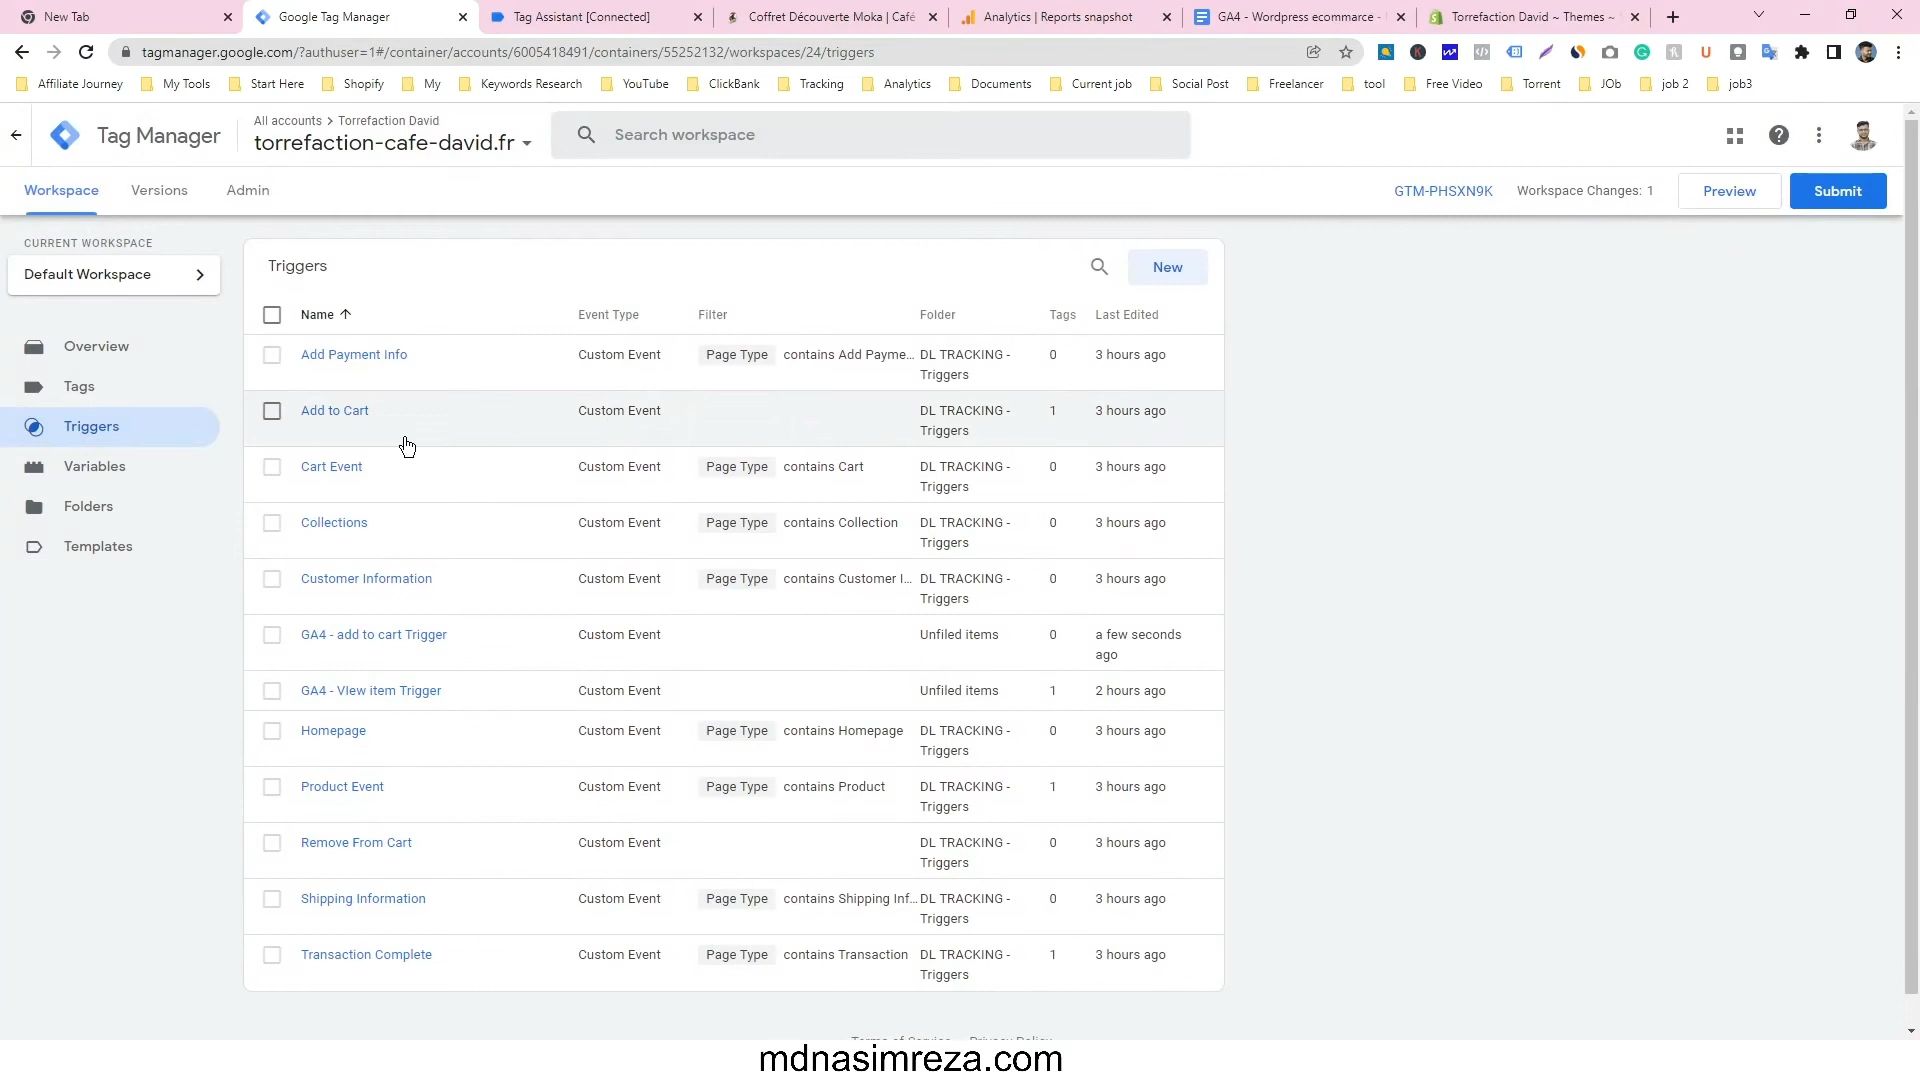 New Tab
Google Tag Manager
Tag Assistant [Connected]
Coffret Découverte Moka | Café
Analytics | Reports snapshot
GA4 - Wordpress ecommarce -
Torrefaction David ~ Themes ~
tagmanager.google.com/?authuser=1#/container/accounts/6005418491/containers/55252132/workspaces/24/triggers
Affiliate Journey
My Tools
Start Here
Shopify
My
Keywords Research
YouTube
ClickBank
Tracking
Analytics
Documents
Current job
Social Post
Freelancer
tool
Free Video
Torrent
JOb
job 2
job3
Tag Manager
All accounts > Torrefaction David
torrefaction-cafe-david.fr
Search workspace
Workspace
Versions
Admin
GTM-PHSXN9K
Workspace Changes: 1
Preview
Submit
CURRENT WORKSPACE
Default Workspace
Overview
Tags
Triggers
Variables
Folders
Templates
Triggers
New
Name Event Type Filter Folder Tags Last Edited
Add Payment Info Custom Event Page Type contains Add Payme... DL TRACKING - 0 3 hours ago
Triggers
Add to Cart Custom Event DL TRACKING - 1 3 hours ago
Triggers
Cart Event Custom Event Page Type contains Cart DL TRACKING - 0 3 hours ago
Triggers
Collections Custom Event Page Type contains Collection DL TRACKING - 0 3 hours ago
Triggers
Customer Information Custom Event Page Type contains Customer I... DL TRACKING - 0 3 hours ago
Triggers
GA4 - add to cart Trigger Custom Event Unfiled items 0 a few seconds
ago
GA4 - VIew item Trigger Custom Event Unfiled items 1 2 hours ago
Homepage Custom Event Page Type contains Homepage DL TRACKING - 0 3 hours ago
Triggers
Product Event Custom Event Page Type contains Product DL TRACKING - 1 3 hours ago
Triggers
Remove From Cart Custom Event DL TRACKING - 0 3 hours ago
Triggers
Shipping Information Custom Event Page Type contains Shipping Inf... DL TRACKING - 0 3 hours ago
Triggers
Transaction Complete Custom Event Page Type contains Transaction DL TRACKING - 1 3 hours ago
Triggers
Terms of Service Privacy Policy
mdnasimreza.com